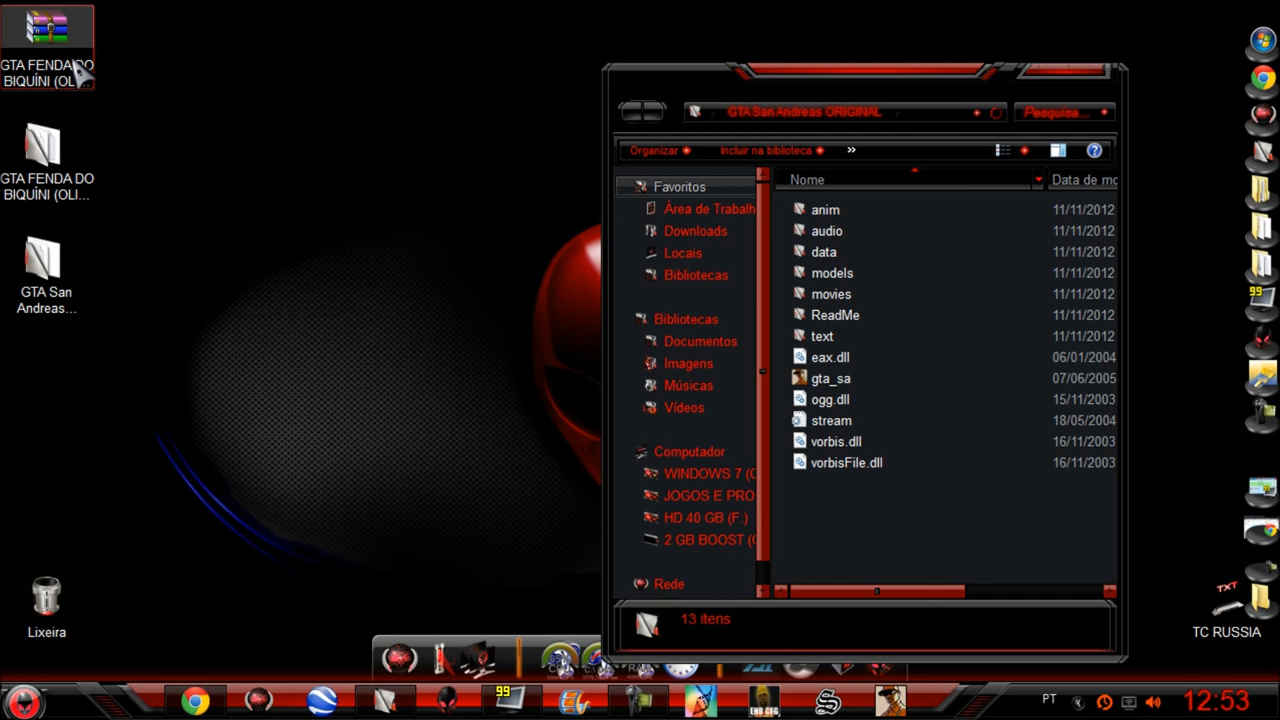 GTA FENDA DO
BIQUÍNI (OLI...
GTA FENDA DO
BIQUÍNI (OLI...
GTA San
Andreas...
Lixeira
GTA San Andreas ORIGINAL
Pesquisa...
Organizar
Incluir na biblioteca
»
Favoritos
Área de Trabalh
Downloads
Locais
Bibliotecas
Bibliotecas
Documentos
Imagens
Músicas
Vídeos
Computador
WINDOWS 7 (C
JOGOS E PRO
HD 40 GB (F:)
2 GB BOOST (
Rede
Nome
Data de mo
anim 11/11/2012
audio 11/11/2012
data 11/11/2012
models 11/11/2012
movies 11/11/2012
ReadMe 11/11/2012
text 11/11/2012
eax.dll 06/01/2004
gta_sa 07/06/2005
ogg.dll 15/11/2003
stream 18/05/2004
vorbis.dll 16/11/2003
vorbisFile.dll 16/11/2003
13 itens
99
TXT
TC RUSSIA
99
ENB CFG
PT
12:53